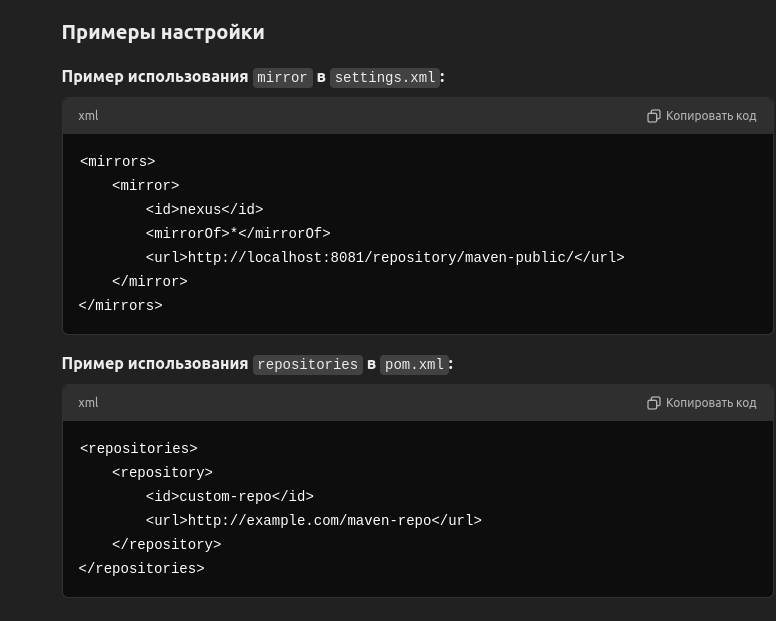 Примеры настройки
Пример использования mirror в settings.xml:
xml Копировать код
<mirrors>
    <mirror>
        <id>nexus</id>
        <mirrorOf>*</mirrorOf>
        <url>http://localhost:8081/repository/maven-public/</url>
    </mirror>
</mirrors>
Пример использования repositories в pom.xml:
xml Копировать код
<repositories>
    <repository>
        <id>custom-repo</id>
        <url>http://example.com/maven-repo</url>
    </repository>
</repositories>